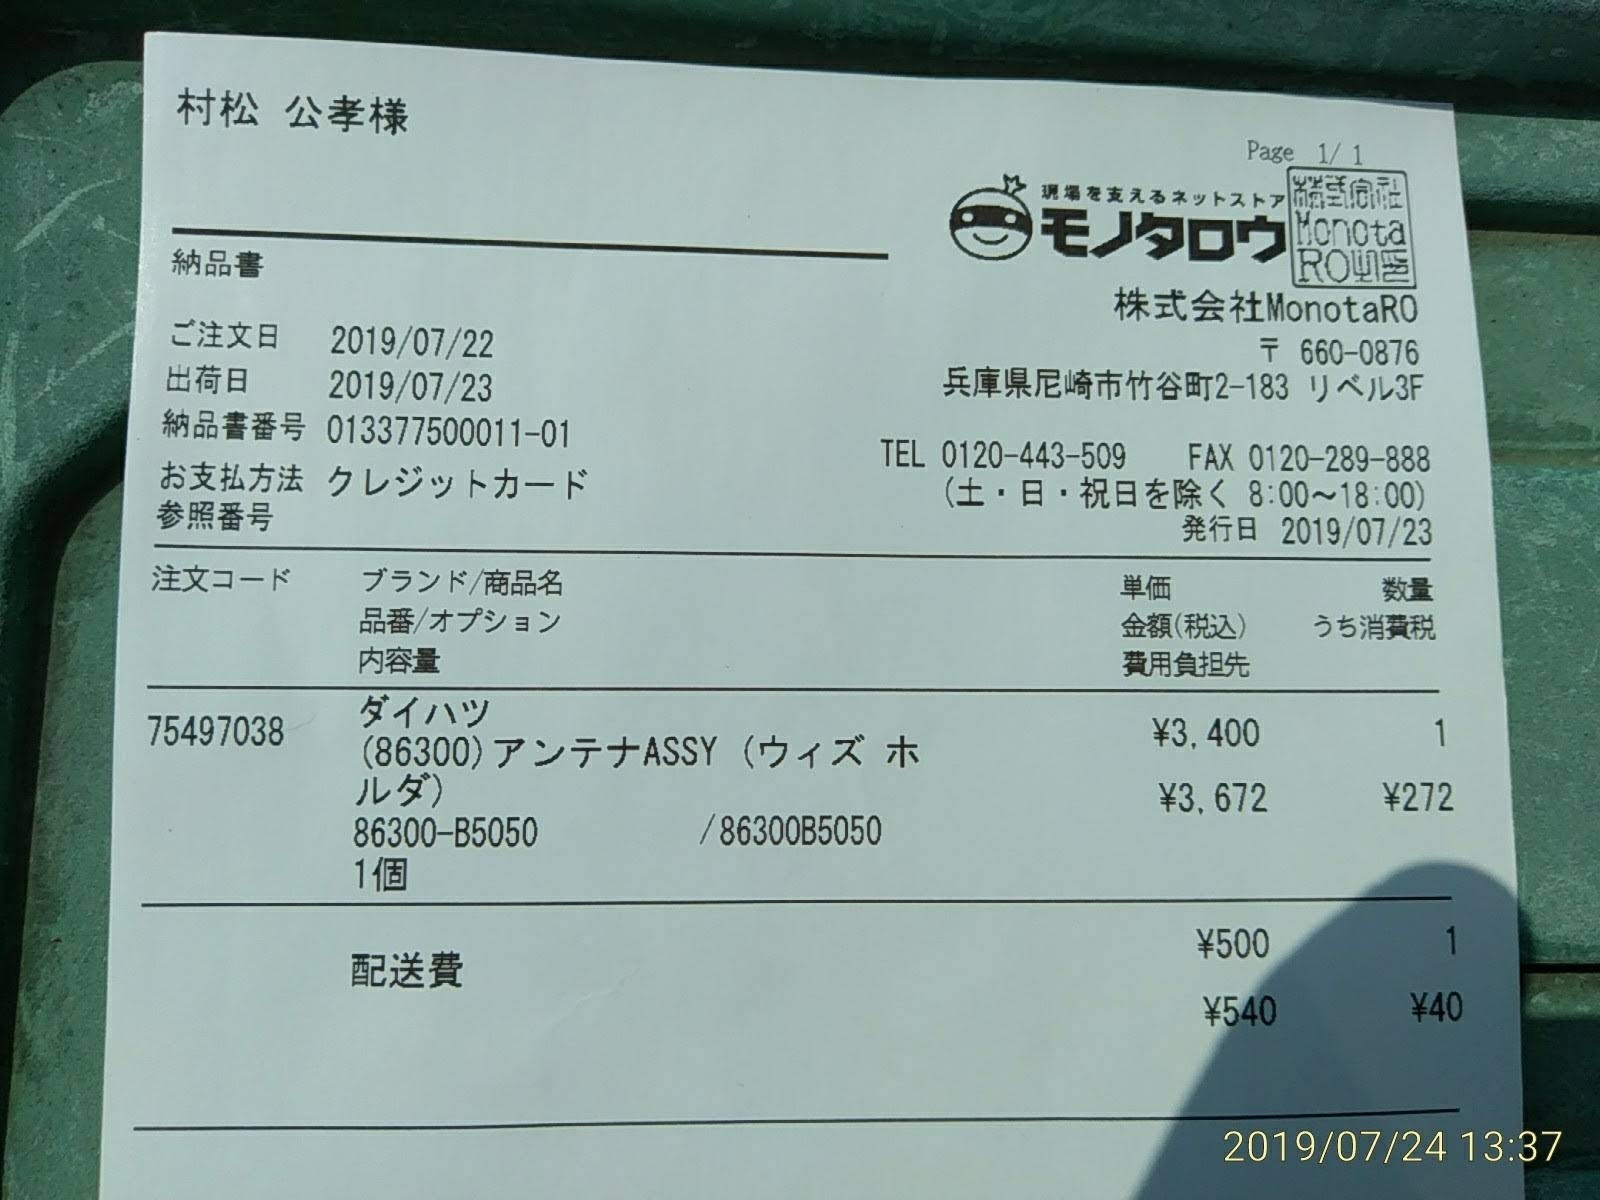 村松 公孝様
Page 1/ 1
現場を支えるネットストア
モノタロウ
株式会社
Monota
RO之印
株式会社MonotaRO
〒 660-0876
兵庫県尼崎市竹谷町2-183 リベル3F
TEL 0120-443-509 FAX 0120-289-888
(土・日・祝日を除く 8:00〜18:00)
発行日 2019/07/23
納品書
ご注文日 2019/07/22
出荷日 2019/07/23
納品書番号 013377500011-01
お支払方法 クレジットカード
参照番号
注文コード ブランド/商品名 単価 数量
品番/オプション 金額(税込) うち消費税
内容量 費用負担先
75497038 ダイハツ ¥3,400 1
(86300)アンテナASSY (ウィズ ホ
ルダ) ¥3,672 ¥272
86300-B5050 /86300B5050
1個
配送費 ¥500 1
¥540 ¥40
2019/07/24 13:37